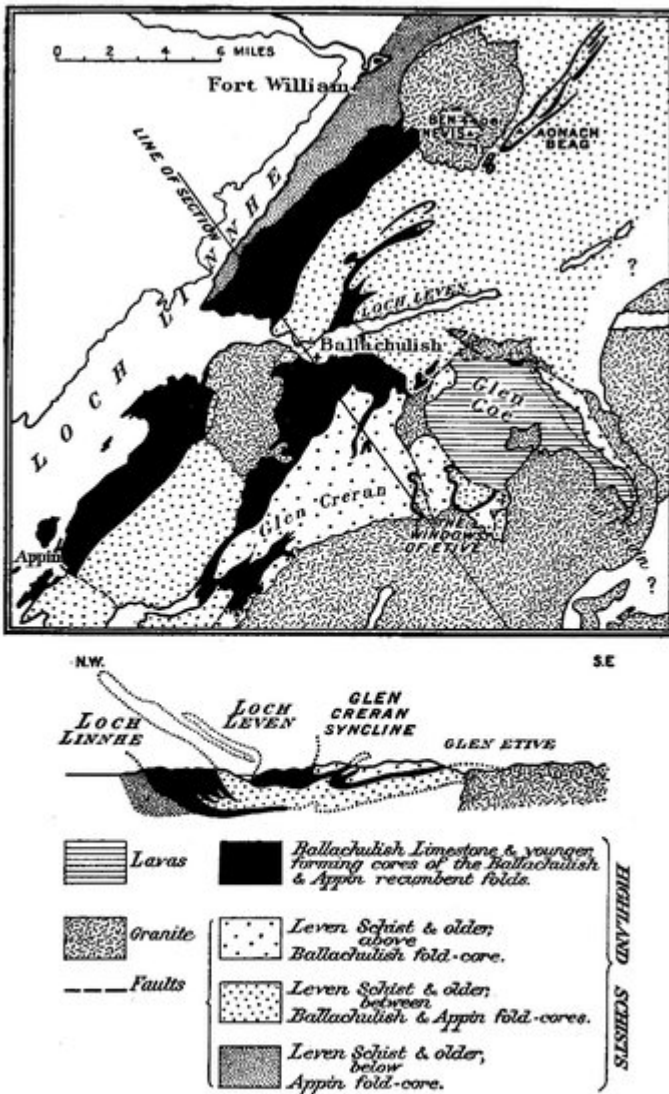 0 2 4 6 MILES
Fort William
BEN
NEVIS
AONACH
BEAG
LINE OF SECTION
LOCH LINNHE
LOCH LEVEN
Ballachulish
Glen
Coe
Glen Creran
WINDOWS
OF ETIVE
Appin
?
?
N.W.
S.E
LOCH
LINNHE
LOCH
LEVEN
GLEN
CRERAN
SYNCLINE
GLEN ETIVE
Lavas
Ballachulish Limestone & younger,
forming cores of the Ballachulish
& Appin recumbent folds.
Granite
Leven Schist & older,
above
Ballachulish fold-core.
Faults
Leven Schist & older,
between
Ballachulish & Appin fold-cores.
Leven Schist & older,
below
Appin fold-core.
HIGHLAND SCHISTS